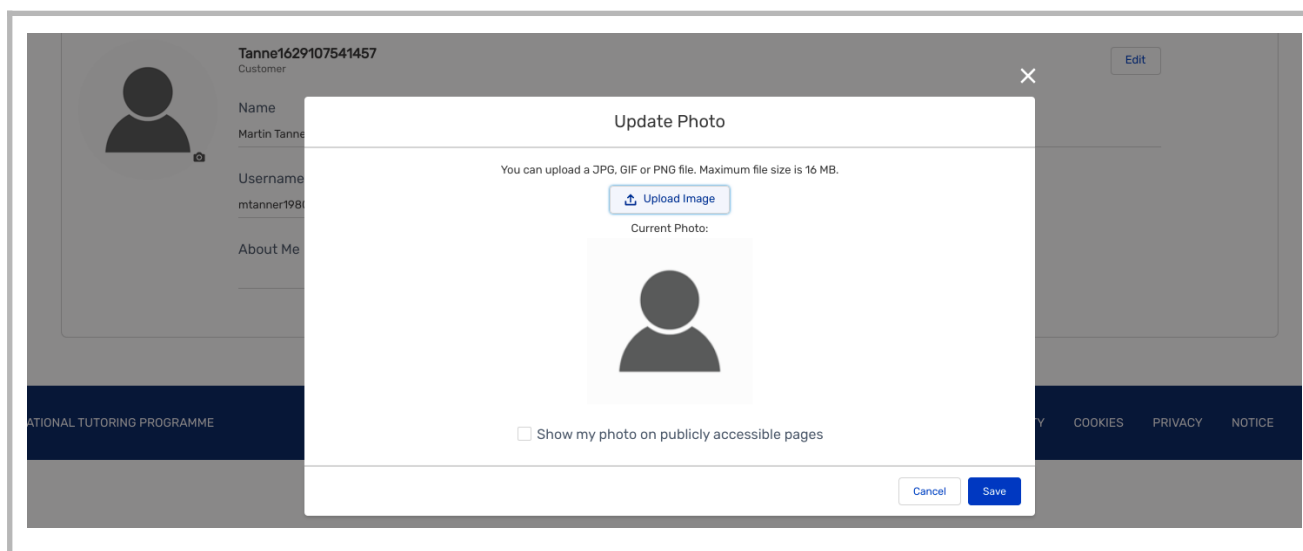 Tanne1629107541457
Customer
Edit
Name
Martin Tanne
Username
mtanner198
About Me
Update Photo
You can upload a JPG, GIF or PNG file. Maximum file size is 16 MB.
Upload Image
Current Photo:
Show my photo on publicly accessible pages
Cancel Save
ATIONAL TUTORING PROGRAMME
COOKIES PRIVACY NOTICE